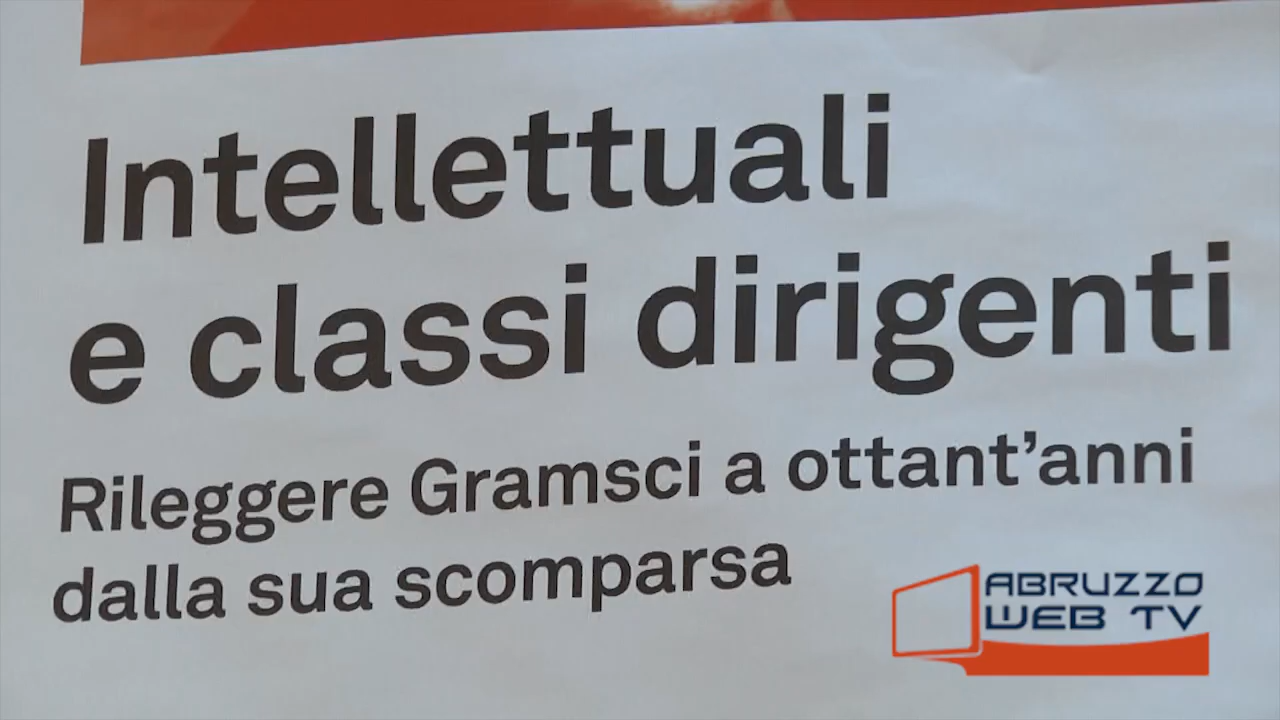 Intellettuali
e classi dirigenti
Rileggere Gramsci a ottant’anni
dalla sua scomparsa
ABRUZZO
WEB TV